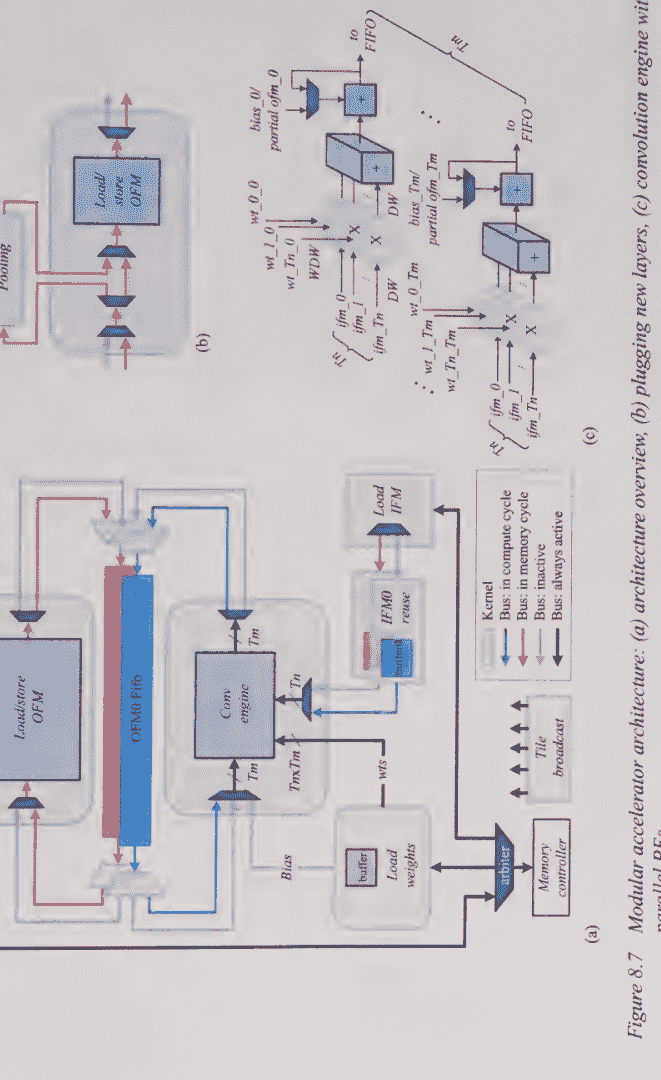 Load/store
OFM
OFM0 Fifo
Conv
engine
Tm
Tm
Tn
TnxTm
wts
Bias
buffer
Load
weights
IFM0
reuse
buffer
Load
IFM
arbiter
Memory
controller
Tile
broadcast
Kernel
Bus: in compute cycle
Bus: in memory cycle
Bus: inactive
Bus: always active
(a)
Pooling
Load/
store
OFM
(b)
wt_0_0
wt_1_0
wt_Tn_0
WDW
bias_0/
partial ofm_0
to
FIFO
Tn
ifm_0
ifm_1
ifm_Tn
X
X
DW
DW
+
+
Tm
wt_0_Tm
wt_1_Tm
wt_Tn_Tm
bias_Tm/
partial ofm_Tm
to
FIFO
Tn
ifm_0
ifm_1
ifm_Tn
X
X
+
+
(c)
Figure 8.7 Modular accelerator architecture: (a) architecture overview, (b) plugging new layers, (c) convolution engine wit
parallel PEs